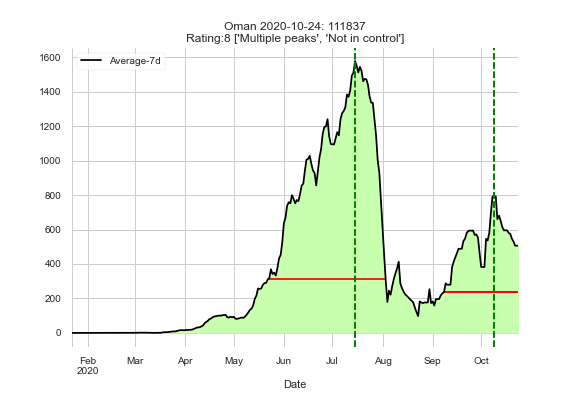 Oman 2020-10-24: 111837
Rating:8 ['Multiple peaks', 'Not in control']
Average-7d
1600
1400
1200
1000
800
600
400
200
0
Feb Mar Apr May Jun Jul Aug Sep Oct
2020
Date